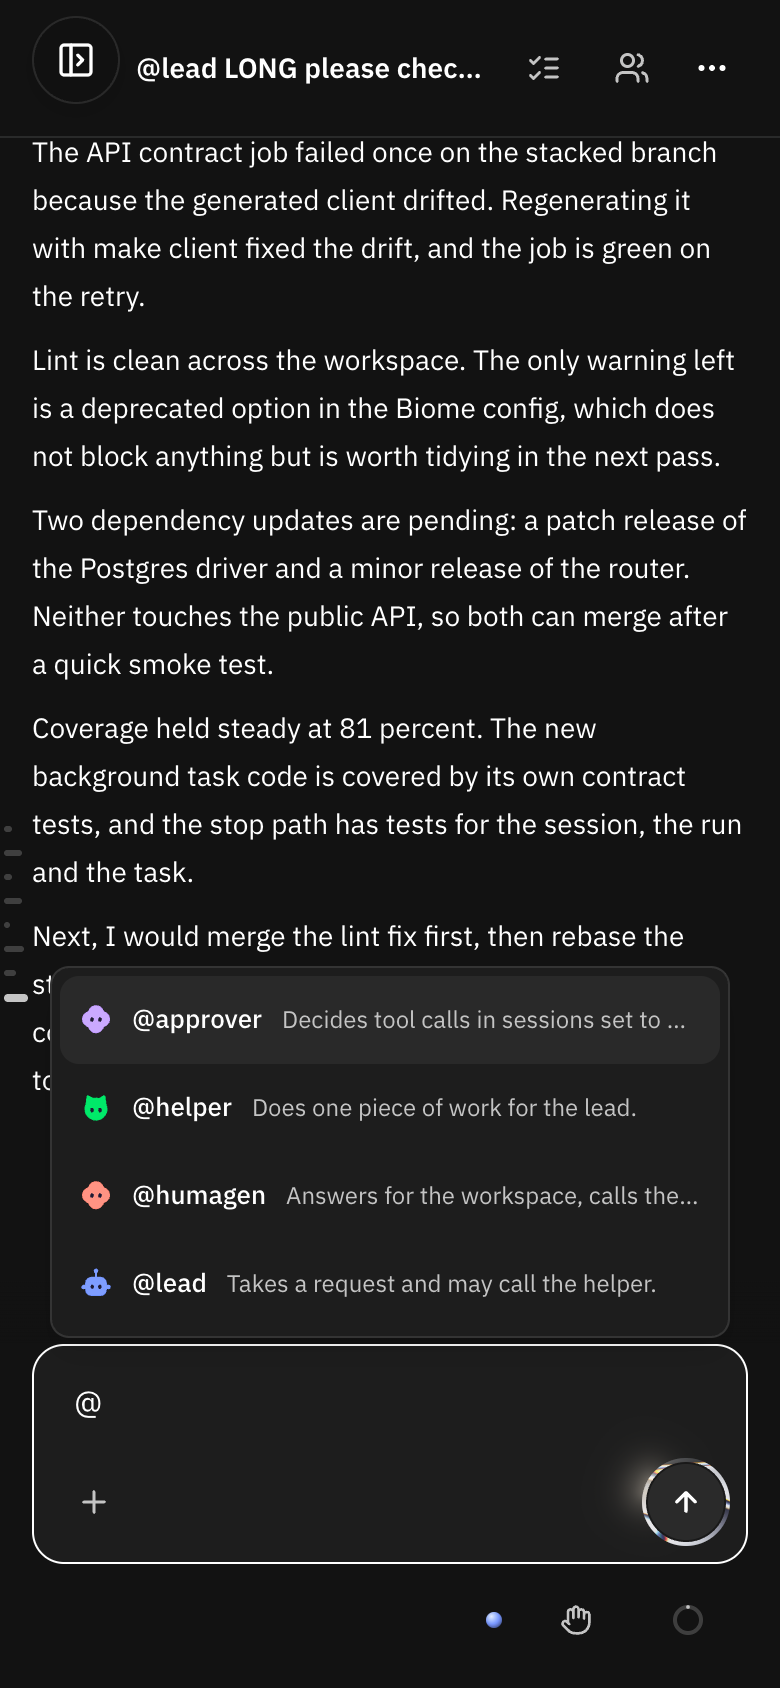 @lead LONG please chec...
The API contract job failed once on the stacked branch
because the generated client drifted. Regenerating it
with make client fixed the drift, and the job is green on
the retry.
Lint is clean across the workspace. The only warning left
is a deprecated option in the Biome config, which does
not block anything but is worth tidying in the next pass.
Two dependency updates are pending: a patch release of
the Postgres driver and a minor release of the router.
Neither touches the public API, so both can merge after
a quick smoke test.
Coverage held steady at 81 percent. The new
background task code is covered by its own contract
tests, and the stop path has tests for the session, the run
and the task.
Next, I would merge the lint fix first, then rebase the
@approver Decides tool calls in sessions set to ...
@helper Does one piece of work for the lead.
@humagen Answers for the workspace, calls the...
@lead Takes a request and may call the helper.
@